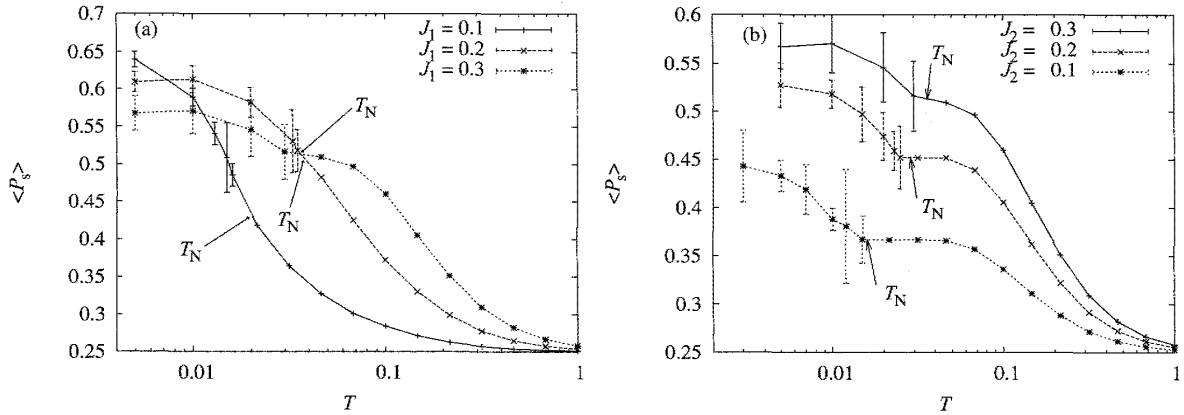 (a)
J1 = 0.1
J1 = 0.2
J1 = 0.3
0.7
0.65
0.6
0.55
0.5
0.45
0.4
0.35
0.3
0.25
<Ps>
TN
TN
TN
0.01
0.1
1
T
(b)
J2 = 0.3
J2 = 0.2
J2 = 0.1
0.6
0.55
0.5
0.45
0.4
0.35
0.3
0.25
<Ps>
TN
TN
TN
0.01
0.1
1
T